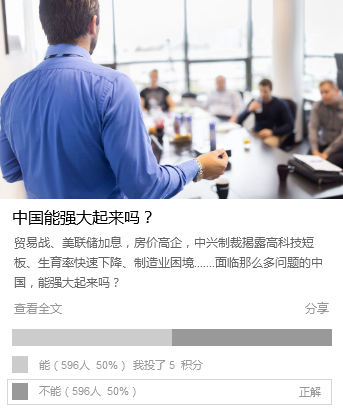 中国能强大起来吗？
贸易战、美联储加息，房价高企，中兴制裁揭露高科技短
板、生育率快速下降、制造业困境.......面临那么多问题的中
国，能强大起来吗？
查看全文 分享
能（596人 50%） 我投了 5 积分
不能（596人 50%） 正解